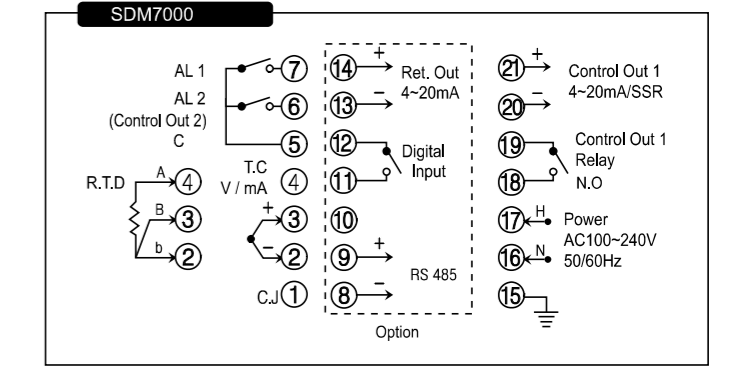 SDM7000
AL 1
7
AL 2
6
(Control Out 2)
C
5
R.T.D
A
4
B
3
b
2
T.C
V / mA
4
+
3
−
2
C.J
1
14
+
Ret. Out
13
−
4~20mA
12
Digital
Input
11
10
9
+
RS 485
8
−
Option
21
+
Control Out 1
20
−
4~20mA/SSR
19
Control Out 1
Relay
18
N.O
17
H
Power
AC100~240V
16
N
50/60Hz
15